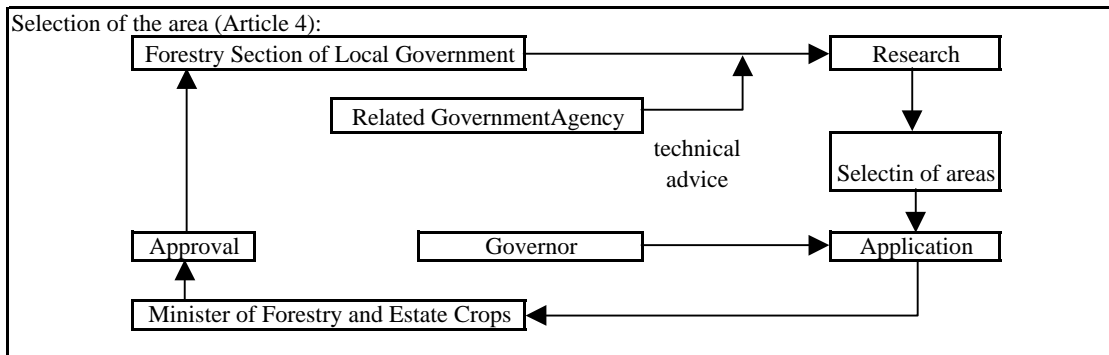 Selection of the area (Article 4):
Forestry Section of Local Government
Research
Related GovernmentAgency
technical
advice
Selectin of areas
Approval
Governor
Application
Minister of Forestry and Estate Crops